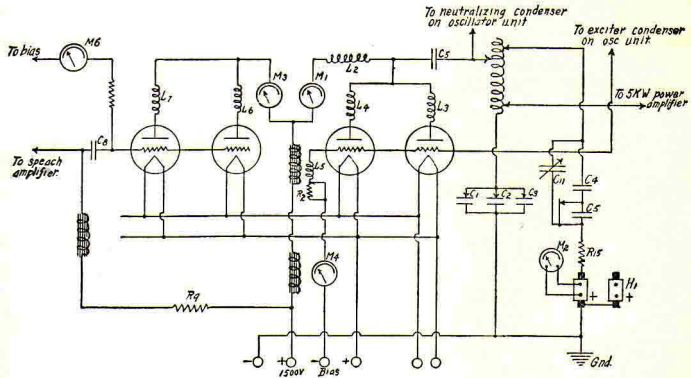 To neutralizing condenser
on oscillator unit
To exciter condenser
on osc unit.
To bias
M6
M3
M1
L2
C5
L7
L6
L4
L3
To 5KW power
amplifier
C8
To speach
amplifier.
L5
R2
C1
C2
C3
C11
C4
C5
M4
M2
R15
H1
R9
+
+
-
+
-
+
-
1500V
Bias
Gnd.